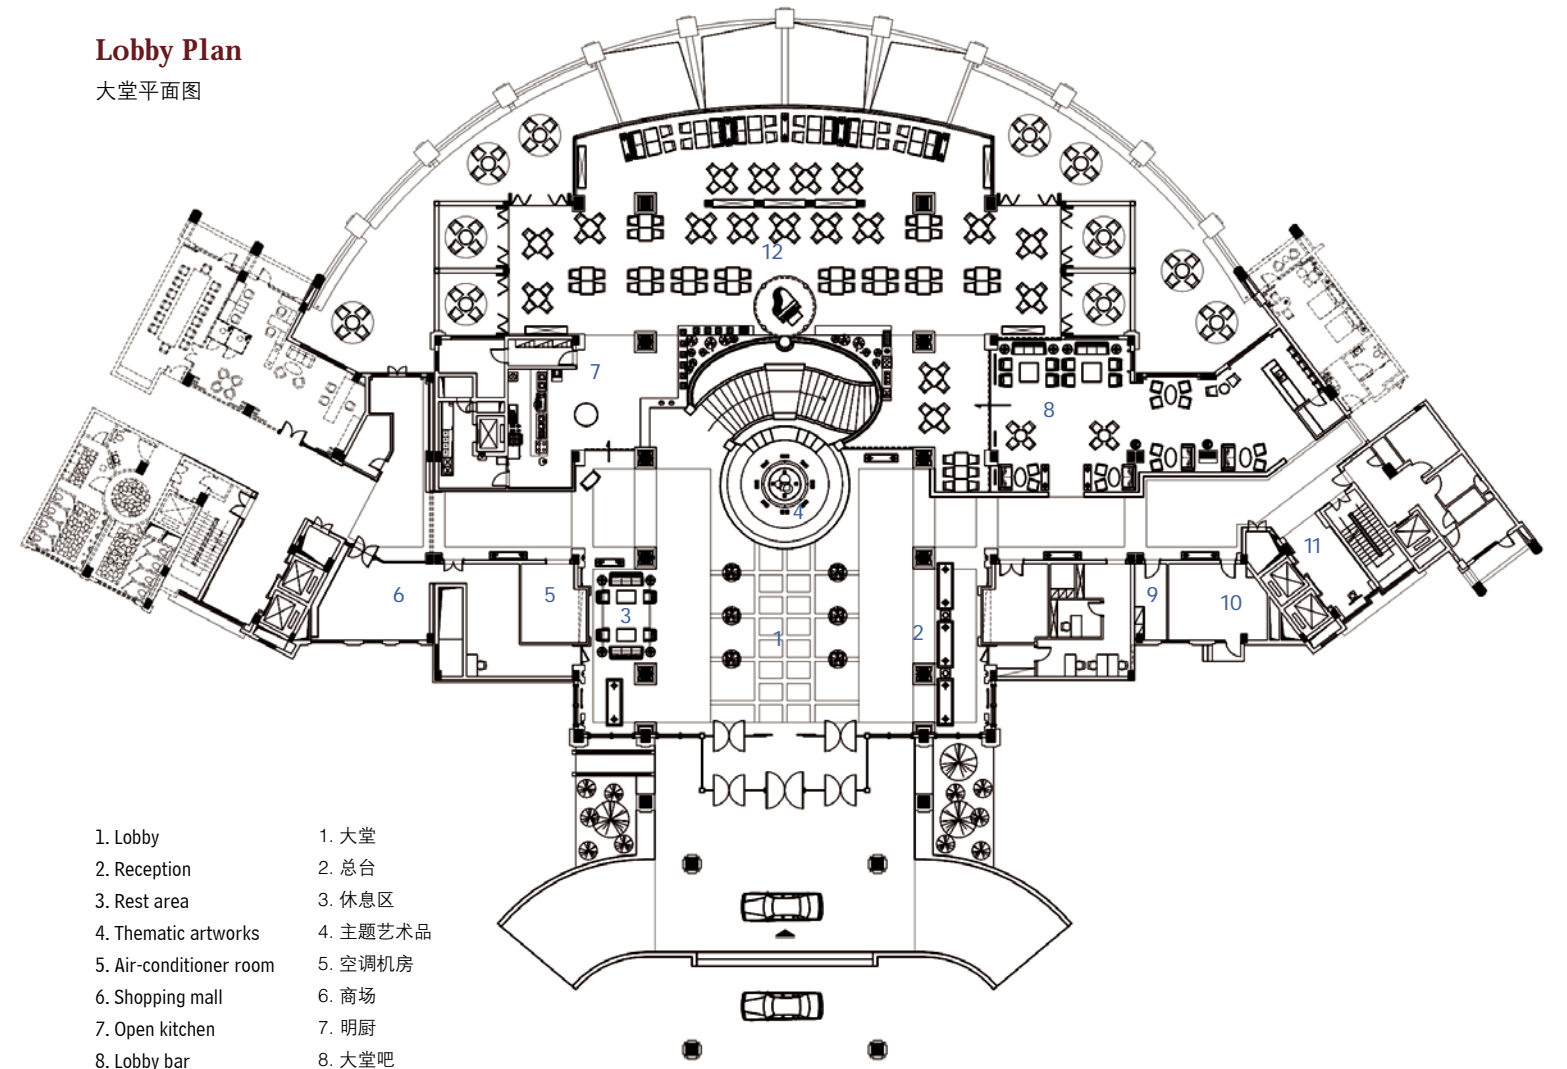 Lobby Plan
大堂平面图
12
7
8
4
11
6
5
3
9
10
2
1
1. Lobby
2. Reception
3. Rest area
4. Thematic artworks
5. Air-conditioner room
6. Shopping mall
7. Open kitchen
8. Lobby bar
1. 大堂
2. 总台
3. 休息区
4. 主题艺术品
5. 空调机房
6. 商场
7. 明厨
8. 大堂吧